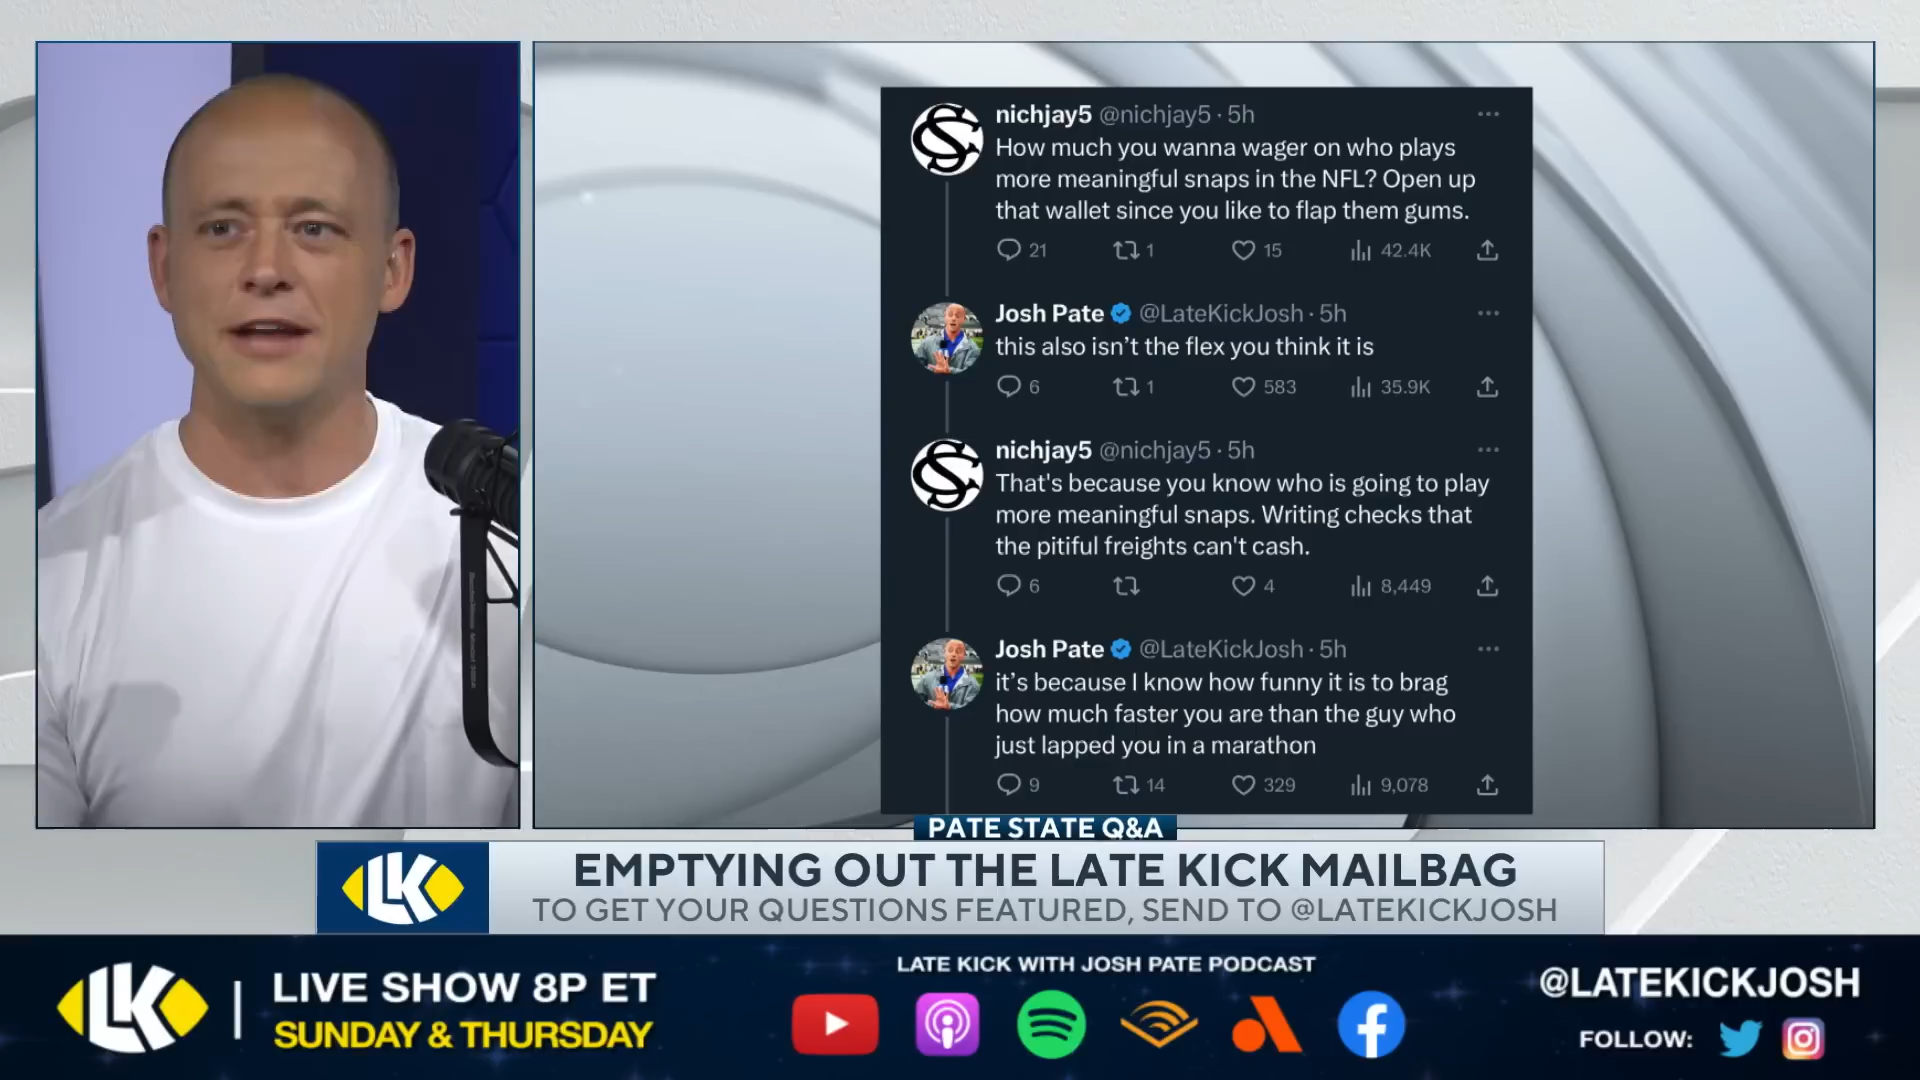 nichjay5 @nichjay5 · 5h
How much you wanna wager on who plays
more meaningful snaps in the NFL? Open up
that wallet since you like to flap them gums.
21 1 15 42.4K
Josh Pate @LateKickJosh · 5h
this also isn't the flex you think it is
6 1 583 35.9K
nichjay5 @nichjay5 · 5h
That's because you know who is going to play
more meaningful snaps. Writing checks that
the pitiful freights can't cash.
6 4 8,449
Josh Pate @LateKickJosh · 5h
it's because I know how funny it is to brag
how much faster you are than the guy who
just lapped you in a marathon
9 14 329 9,078
PATE STATE Q&A
LK
EMPTYING OUT THE LATE KICK MAILBAG
TO GET YOUR QUESTIONS FEATURED, SEND TO @LATEKICKJOSH
LK
LIVE SHOW 8P ET
SUNDAY & THURSDAY
LATE KICK WITH JOSH PATE PODCAST
@LATEKICKJOSH
FOLLOW: